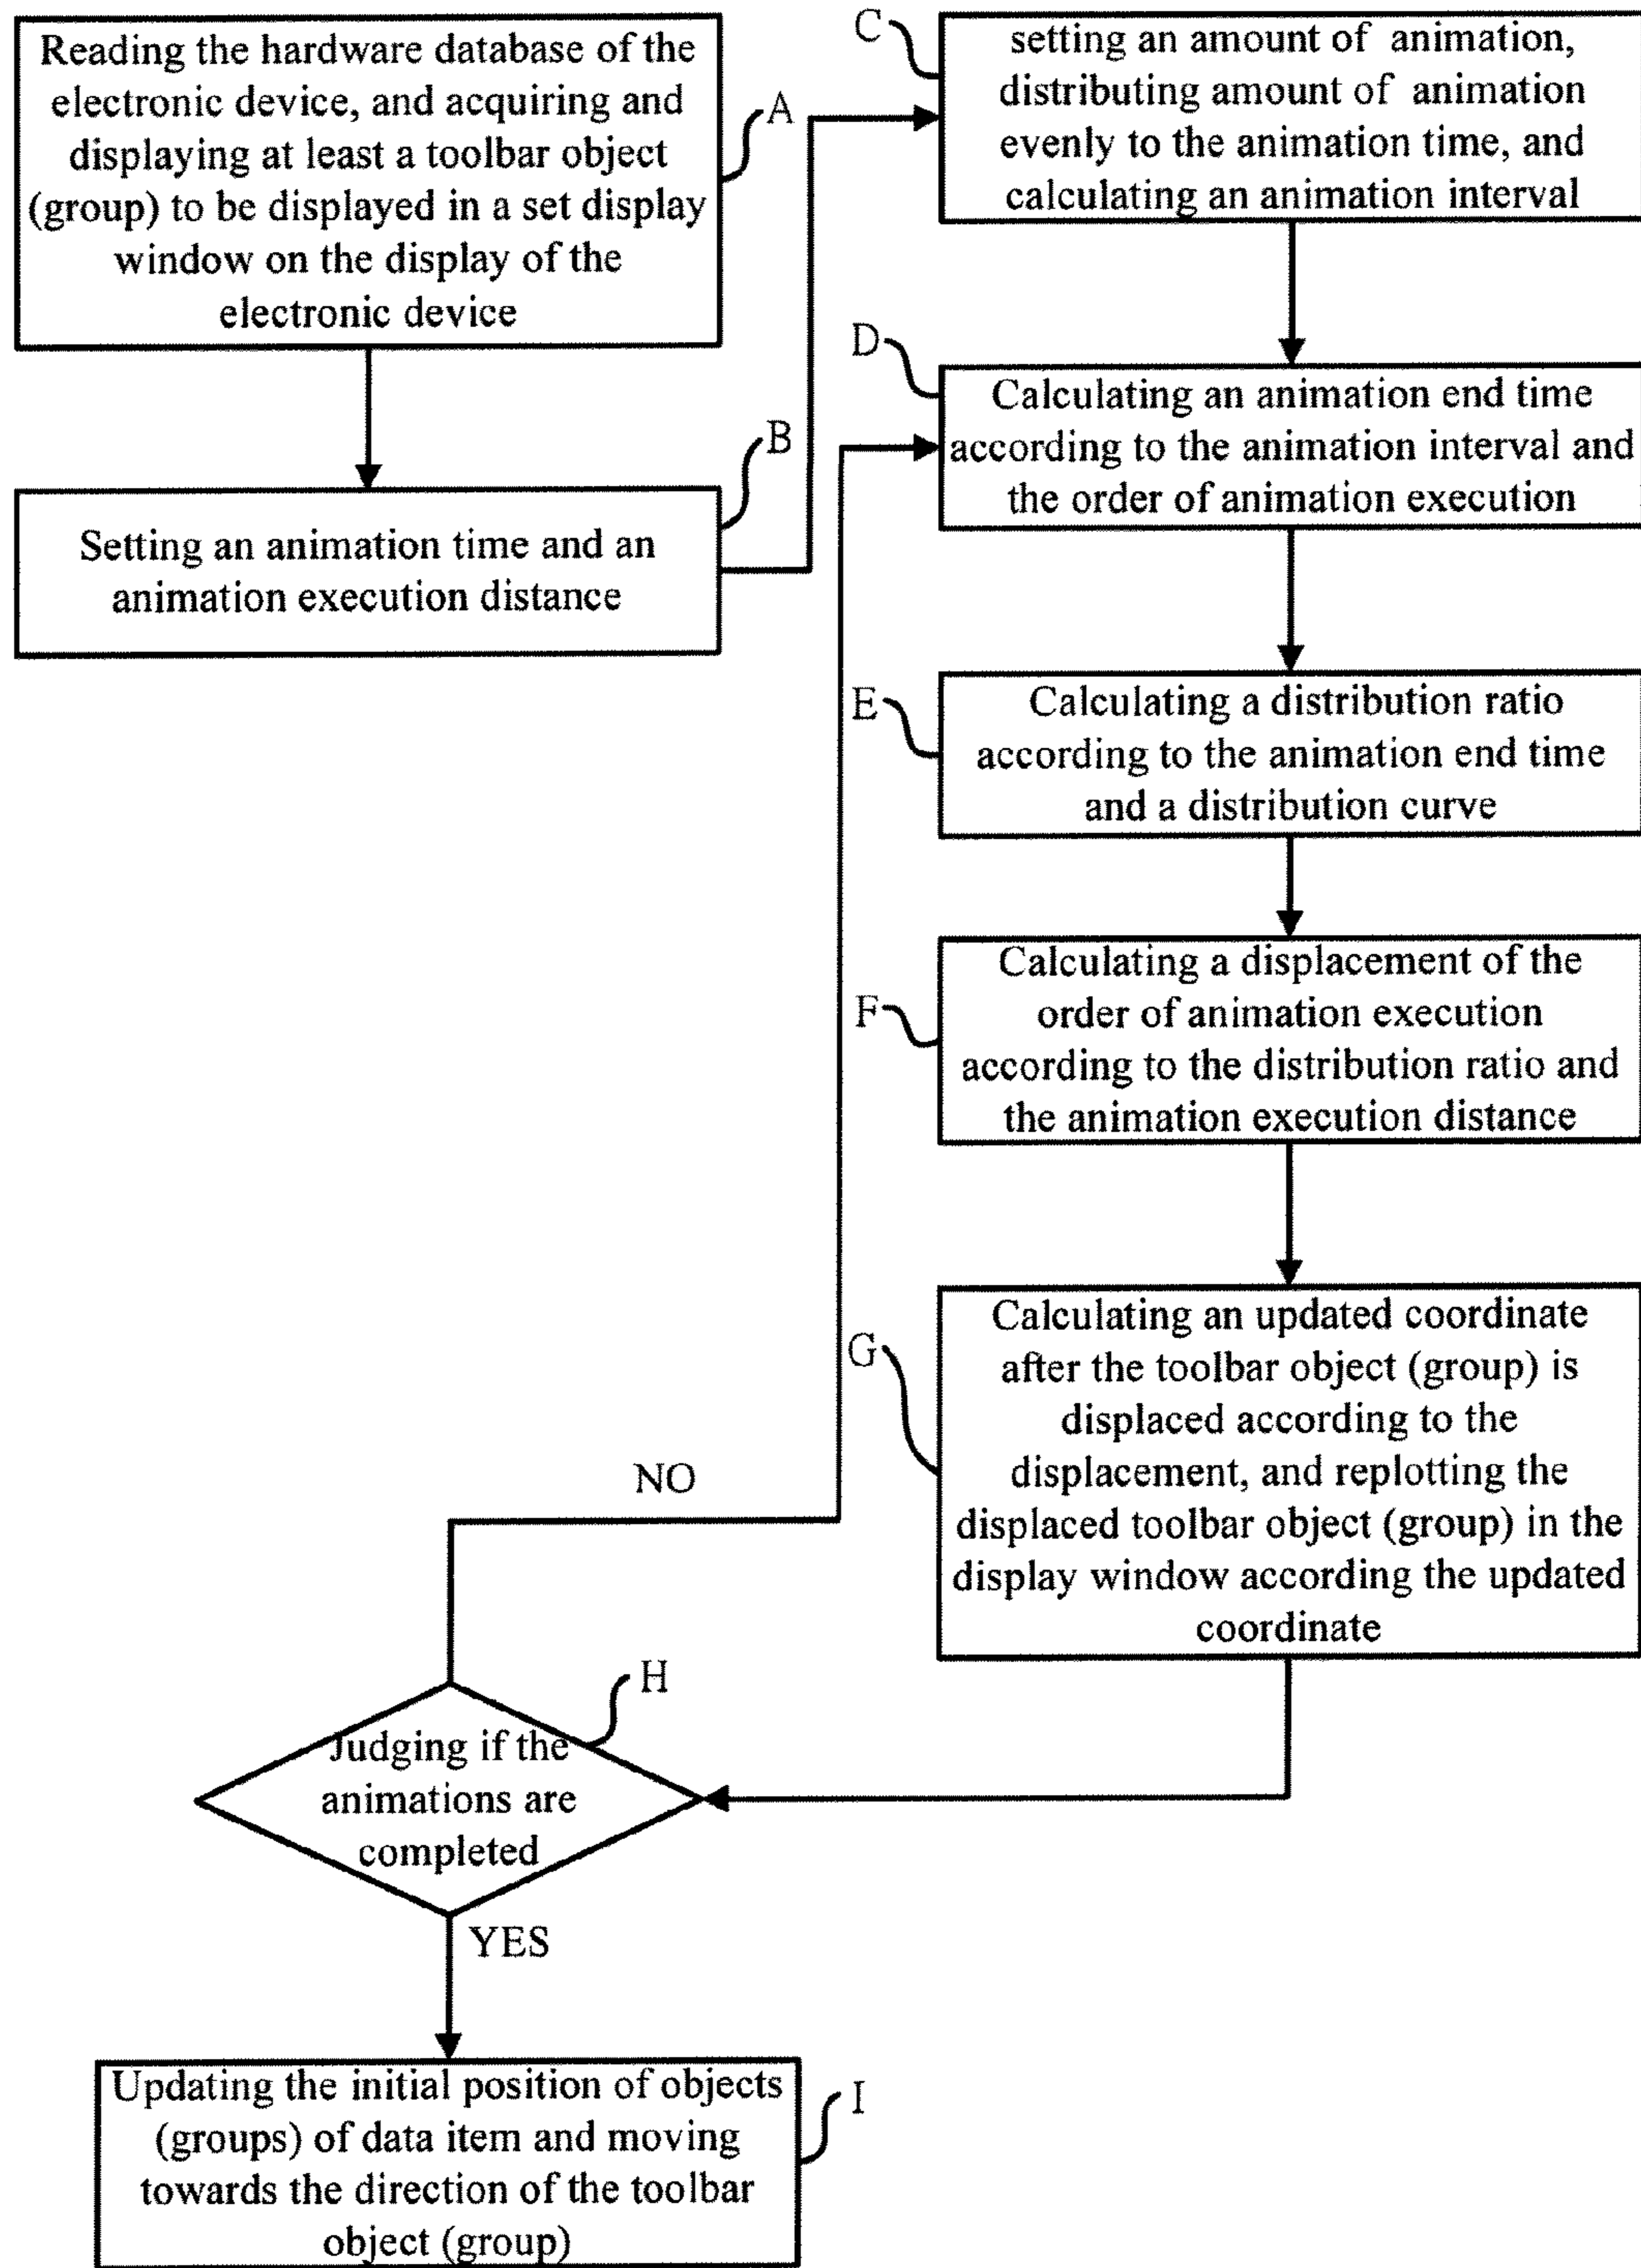 Reading the hardware database of the
electronic device, and acquiring and
displaying at least a toolbar object
(group) to be displayed in a set display
window on the display of the
electronic device
A
Setting an animation time and an
animation execution distance
B
C
setting an amount of animation,
distributing amount of animation
evenly to the animation time, and
calculating an animation interval
D
Calculating an animation end time
according to the animation interval and
the order of animation execution
E
Calculating a distribution ratio
according to the animation end time
and a distribution curve
F
Calculating a displacement of the
order of animation execution
according to the distribution ratio and
the animation execution distance
G
Calculating an updated coordinate
after the toolbar object (group) is
displaced according to the
displacement, and replotting the
displaced toolbar object (group) in the
display window according the updated
coordinate
NO
H
Judging if the
animations are
completed
YES
Updating the initial position of objects
(groups) of data item and moving
towards the direction of the toolbar
object (group)
I